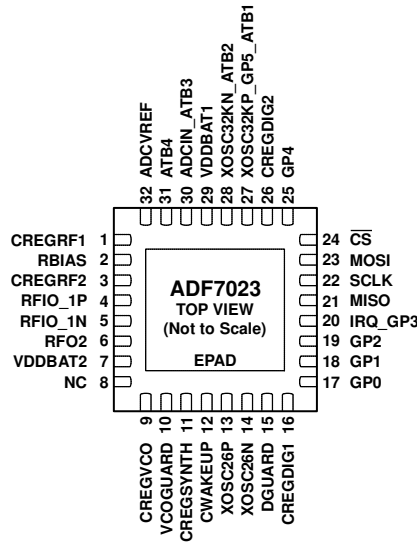 32 ADCVREF
31 ATB4
30 ADCIN_ATB3
29 VDDBAT1
28 XOSC32KN_ATB2
27 XOSC32KP_GP5_ATB1
26 CREGDIG2
25 GP4
CREGRF1 1
RBIAS 2
CREGRF2 3
RFIO_1P 4
RFIO_1N 5
RFO2 6
VDDBAT2 7
NC 8
ADF7023
TOP VIEW
(Not to Scale)
EPAD
24 CS
23 MOSI
22 SCLK
21 MISO
20 IRQ_GP3
19 GP2
18 GP1
17 GP0
CREGVCO 9
VCOGUARD 10
CREGSYNTH 11
CWAKEUP 12
XOSC26P 13
XOSC26N 14
DGUARD 15
CREGDIG1 16